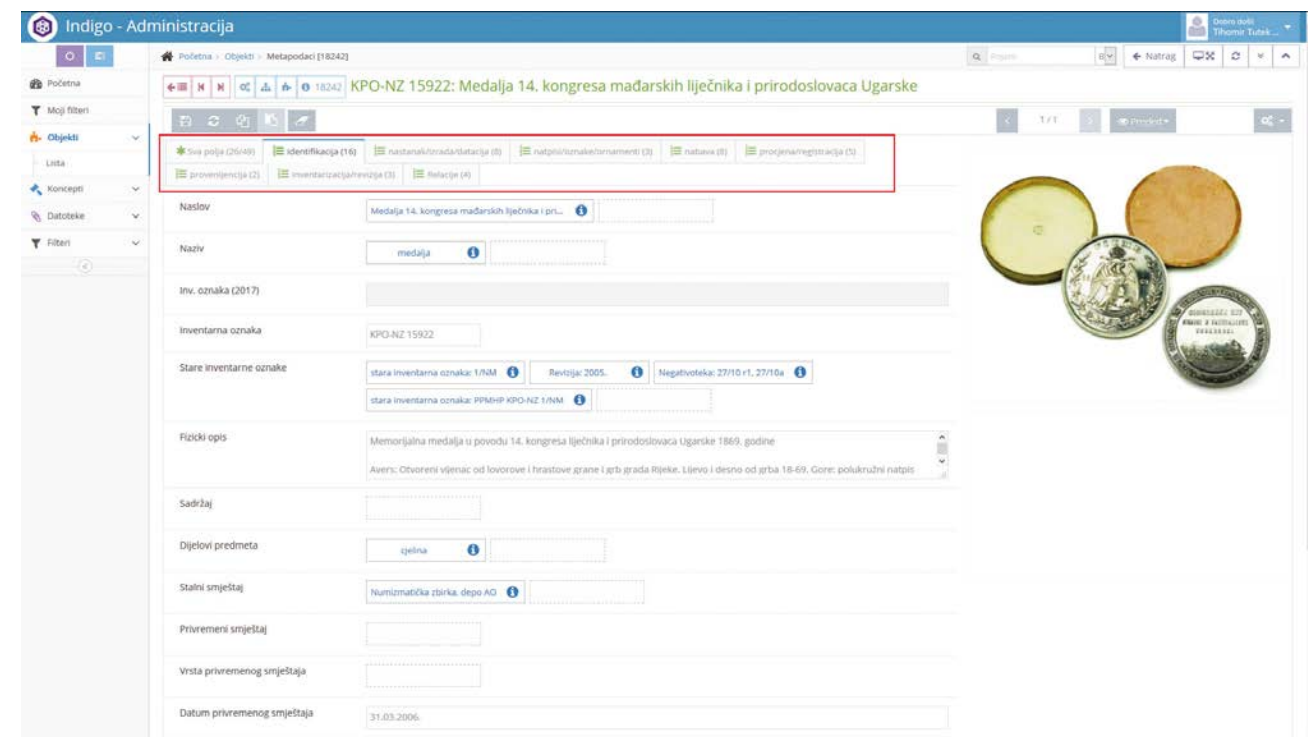 Indigo - Administracija
Dobro došli
Tihomir Tutek ...
Početna > Objekti > Metapodaci [18242]
Natrag
Početna
Moji filteri
Objekti
Lista
Koncepti
Datoteke
Filteri
18242 KPO-NZ 15922: Medalja 14. kongresa mađarskih liječnika i prirodoslovaca Ugarske
1 / 1
Pregled
Sva polja (26/49) identifikacija (16) nastanak/izrada/datacija (8) natpisi/oznake/ornamenti (3) nabava (8) procjena/registracija (5)
provenijencija (2) inventarizacija/revizija (3) Relacije (4)
Naslov
Medalja 14. kongresa mađarskih liječnika i pri...
Naziv
medalja
Inv. oznaka (2017)
Inventarna oznaka
KPO-NZ 15922
Stare inventarne oznake
stara inventarna oznaka: 1/NM Revizija: 2005. Negativoteka: 27/10 r1, 27/10a
stara inventarna oznaka: PPMHP KPO-NZ 1/NM
Fizički opis
Memorijalna medalja u povodu 14. kongresa liječnika i prirodoslovaca Ugarske 1869. godine
Avers: Otvoreni vijenac od lovorove i hrastove grane i grb grada Rijeke. Lijevo i desno od grba 18-69. Gore: polukružni natpis
Sadržaj
Dijelovi predmeta
cjelina
Stalni smještaj
Numizmatička zbirka, depo AO
Privremeni smještaj
Vrsta privremenog smještaja
Datum privremenog smještaja
31.03.2006.